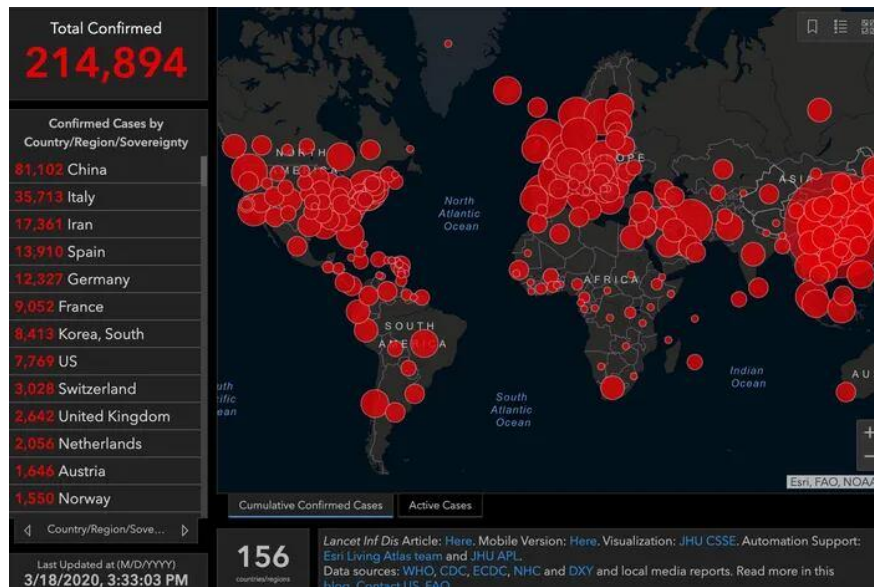 Total Confirmed
214,894
Confirmed Cases by
Country/Region/Sovereignty
81,102 China
35,713 Italy
17,361 Iran
13,910 Spain
12,327 Germany
9,052 France
8,413 Korea, South
7,769 US
3,028 Switzerland
2,642 United Kingdom
2,056 Netherlands
1,646 Austria
1,550 Norway
Country/Region/Sove...
Last Updated at (M/D/YYYY)
3/18/2020, 3:33:03 PM
NORTH
AMERICA
North
Atlantic
Ocean
SOUTH
AMERICA
South
Atlantic
Ocean
AFRICA
OPE
ASIA
Indian
Ocean
AU
uth
ific
ean
+
−
Esri, FAO, NOAA
Cumulative Confirmed Cases
Active Cases
156
countries/regions
Lancet Inf Dis Article: Here. Mobile Version: Here. Visualization: JHU CSSE. Automation Support:
Esri Living Atlas team and JHU APL.
Data sources: WHO, CDC, ECDC, NHC and DXY and local media reports. Read more in this
blog. Contact US. FAQ.